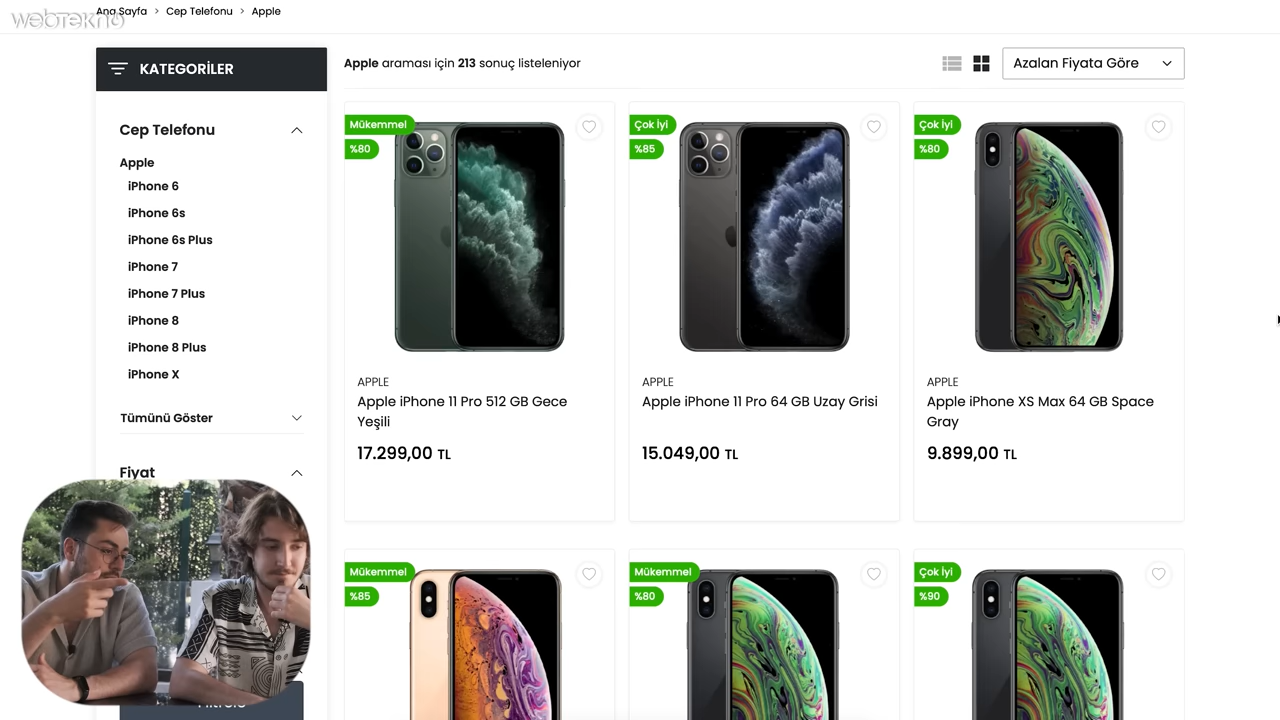 webtekno
Ana Sayfa > Cep Telefonu > Apple
KATEGORİLER
Apple araması için 213 sonuç listeleniyor
Azalan Fiyata Göre
Cep Telefonu
Apple
iPhone 6
iPhone 6s
iPhone 6s Plus
iPhone 7
iPhone 7 Plus
iPhone 8
iPhone 8 Plus
iPhone X
Tümünü Göster
Fiyat
Mükemmel
%80
APPLE
Apple iPhone 11 Pro 512 GB Gece
Yeşili
17.299,00 TL
Çok İyi
%85
APPLE
Apple iPhone 11 Pro 64 GB Uzay Grisi
15.049,00 TL
Çok İyi
%80
APPLE
Apple iPhone XS Max 64 GB Space
Gray
9.899,00 TL
Mükemmel
%85
Mükemmel
%80
Çok İyi
%90